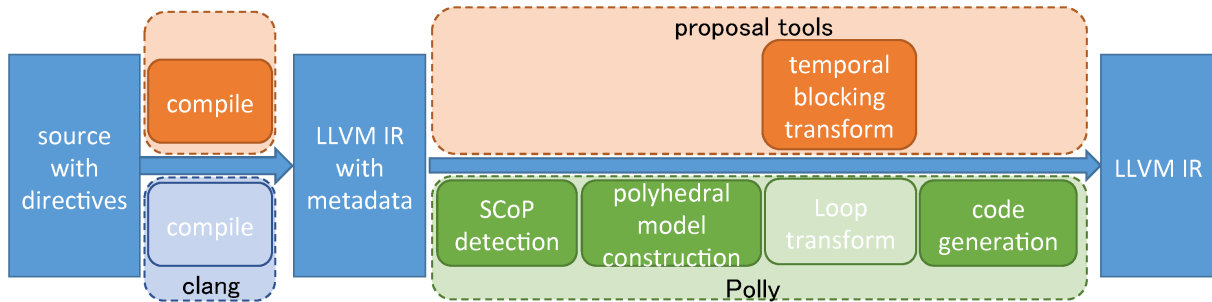 proposal tools
source
with
directives
compile
compile
clang
LLVM IR
with
metadata
temporal
blocking
transform
SCoP
detection
polyhedral
model
construction
Loop
transform
code
generation
Polly
LLVM IR